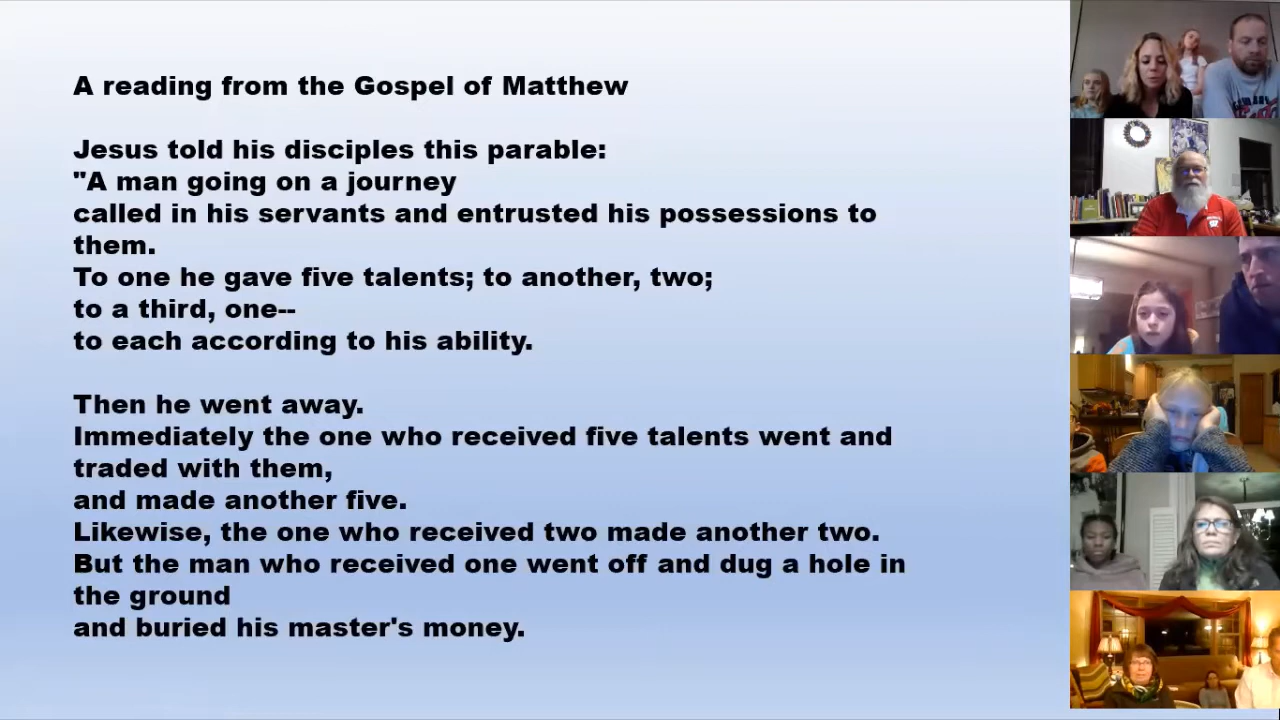 A reading from the Gospel of Matthew
Jesus told his disciples this parable:
"A man going on a journey
called in his servants and entrusted his possessions to
them.
To one he gave five talents; to another, two;
to a third, one--
to each according to his ability.
Then he went away.
Immediately the one who received five talents went and
traded with them,
and made another five.
Likewise, the one who received two made another two.
But the man who received one went off and dug a hole in
the ground
and buried his master's money.